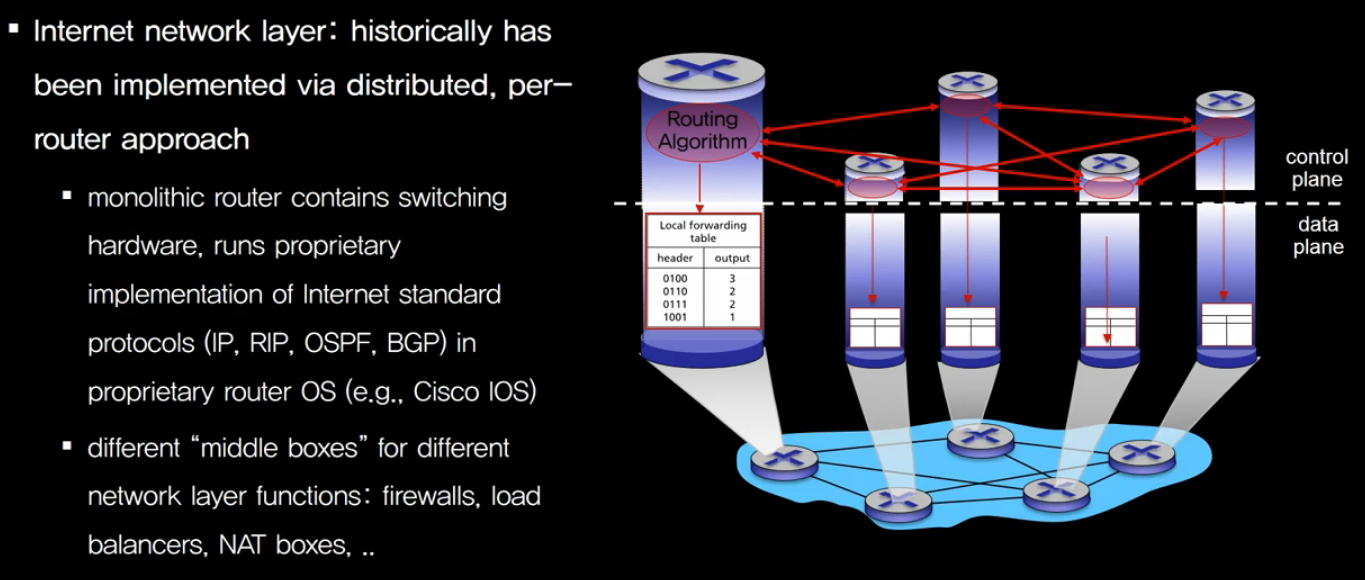 ▪ Internet network layer: historically has
been implemented via distributed, per-
router approach
▪ monolithic router contains switching
hardware, runs proprietary
implementation of Internet standard
protocols (IP, RIP, OSPF, BGP) in
proprietary router OS (e.g., Cisco IOS)
▪ different “middle boxes” for different
network layer functions: firewalls, load
balancers, NAT boxes, ..
Routing
Algorithm
Local forwarding
table
header output
0100 3
0110 2
0111 2
1001 1
control
plane
data
plane